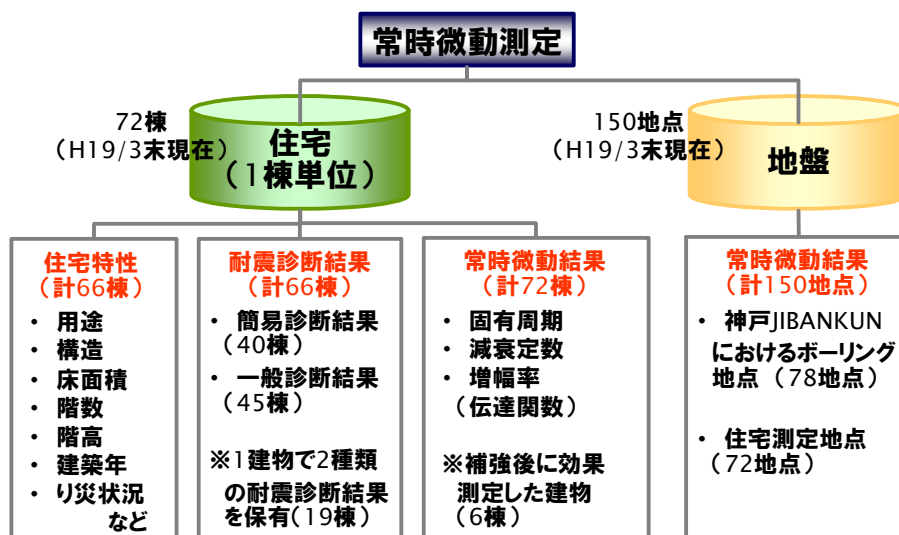 常時微動測定
72棟
（H19/3末現在）
住宅
（1棟単位）
150地点
（H19/3末現在）
地盤
住宅特性
（計66棟）
・ 用途
・ 構造
・ 床面積
・ 階数
・ 階高
・ 建築年
・ り災状況
など
耐震診断結果
（計66棟）
・ 簡易診断結果
（40棟）
・ 一般診断結果
（45棟）
※1建物で2種類
の耐震診断結果
を保有（19棟）
常時微動結果
（計72棟）
・ 固有周期
・ 減衰定数
・ 増幅率
（伝達関数）
※補強後に効果
測定した建物
（6棟）
常時微動結果
（計150地点）
・ 神戸JIBANKUN
におけるボーリング
地点（78地点）
・ 住宅測定地点
（72地点）